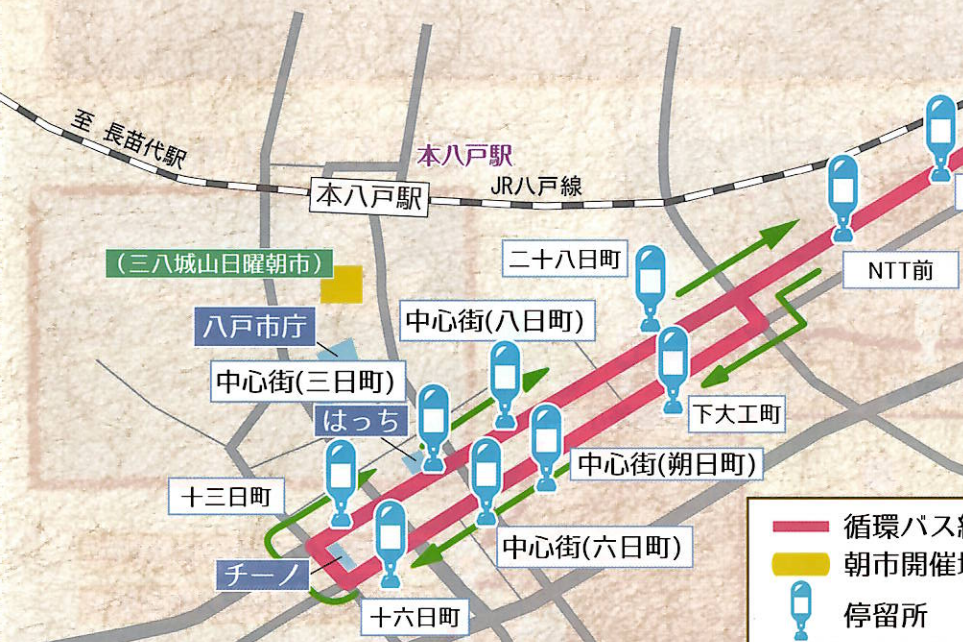 至 長苗代駅
本八戸駅
本八戸駅
JR八戸線
(三八城山日曜朝市)
二十八日町
NTT前
八戸市庁
中心街(八日町)
中心街(三日町)
はっち
下大工町
中心街(朔日町)
十三日町
中心街(六日町)
チーノ
十六日町
循環バス
朝市開催
停留所